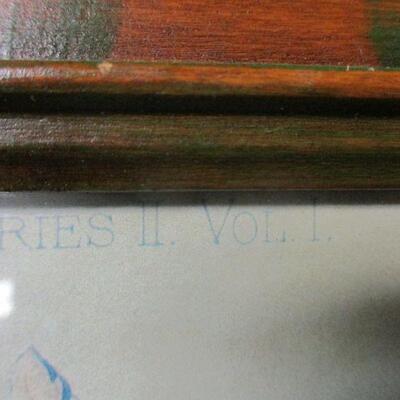 RIES II. VOL. I.